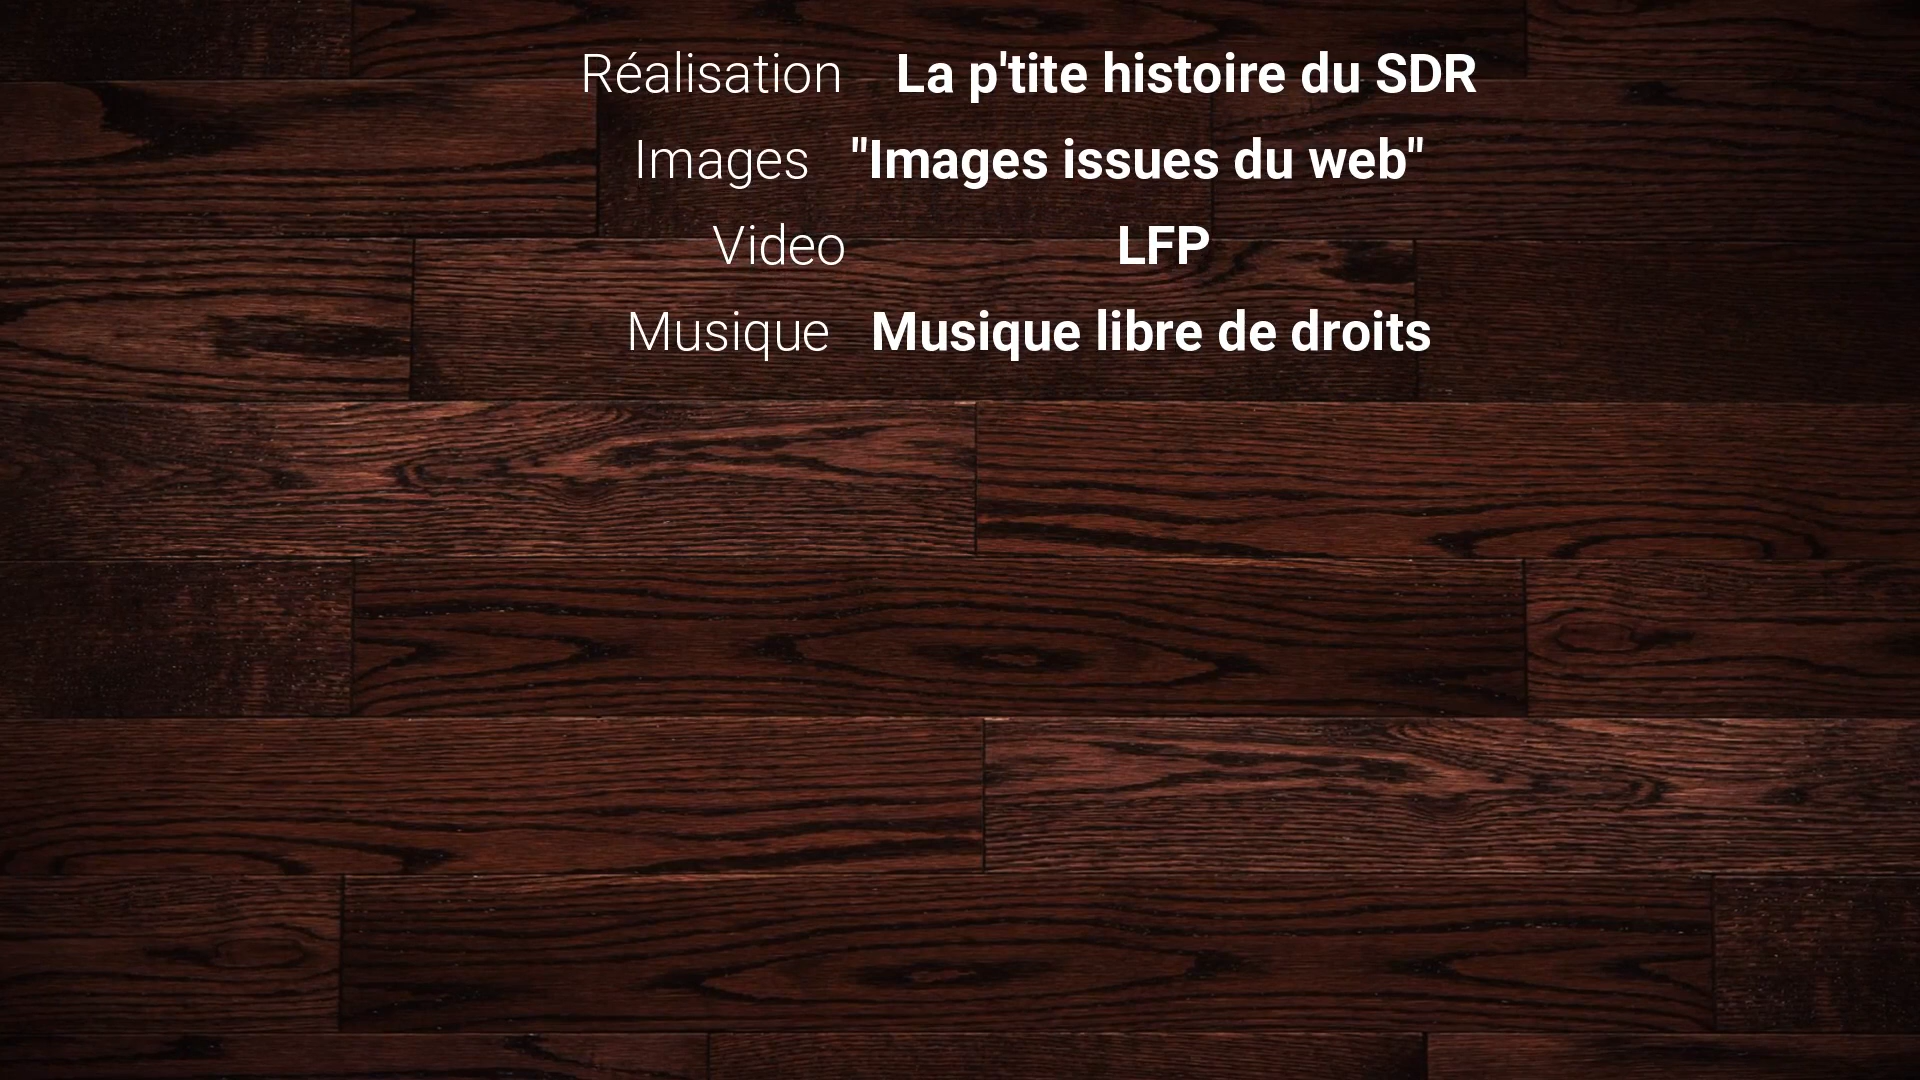 Réalisation La p'tite histoire du SDR
Images "Images issues du web"
Video LFP
Musique Musique libre de droits